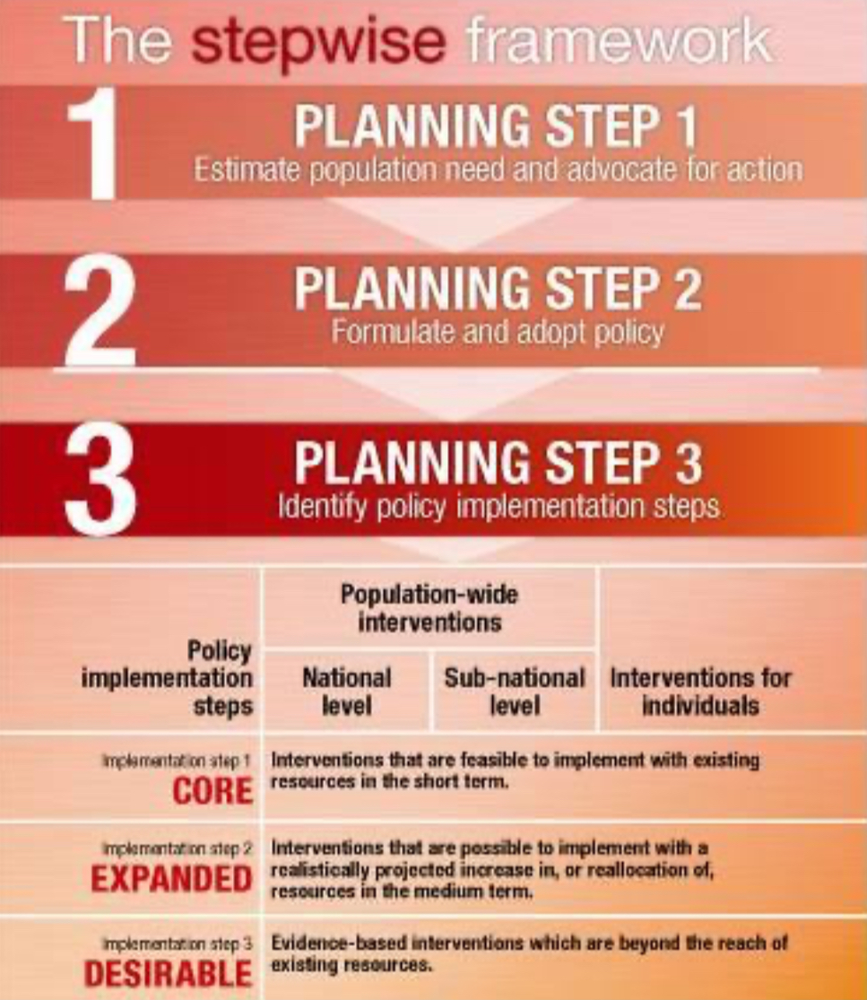 The stepwise framework
1
PLANNING STEP 1
Estimate population need and advocate for action
2
PLANNING STEP 2
Formulate and adopt policy
3
PLANNING STEP 3
Identify policy implementation steps
Policy
implementation
steps
Population-wide
interventions
National
level
Sub-national
level
Interventions for
individuals
Implementation step 1
CORE
Interventions that are feasible to implement with existing
resources in the short term.
Implementation step 2
EXPANDED
Interventions that are possible to implement with a
realistically projected increase in, or reallocation of,
resources in the medium term.
Implementation step 3
DESIRABLE
Evidence-based interventions which are beyond the reach of
existing resources.